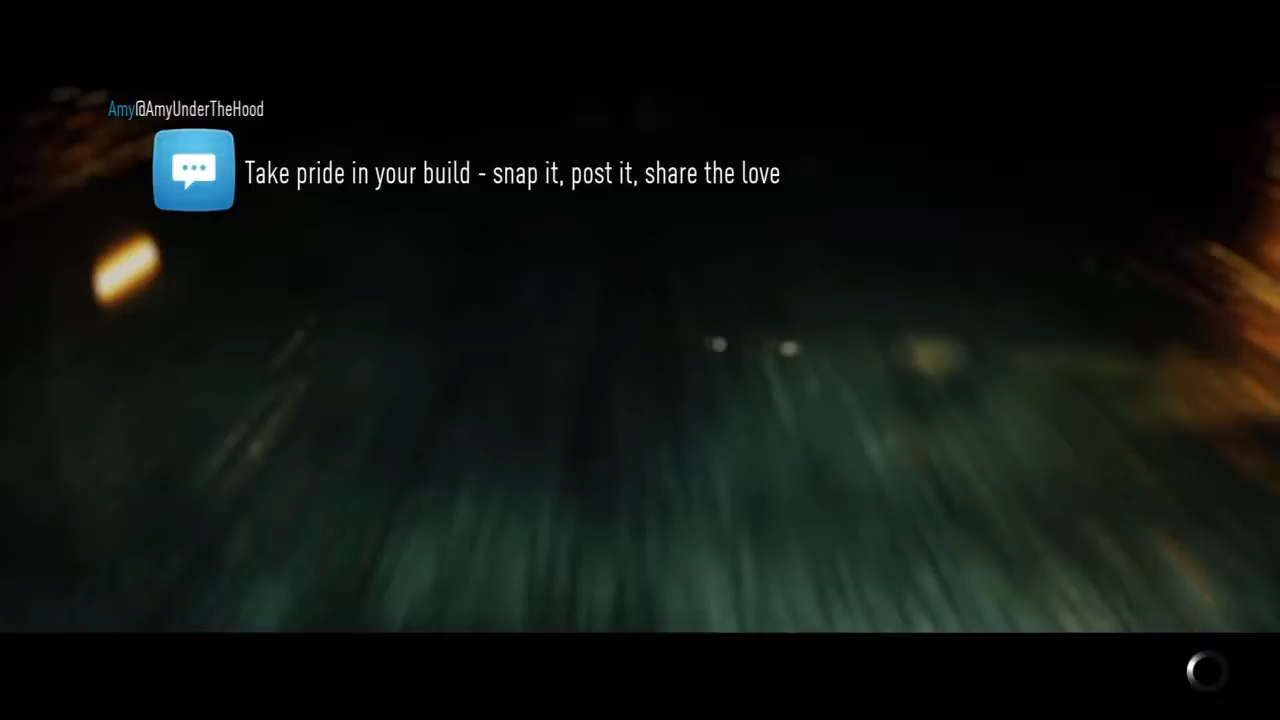 Amy@AmyUnderTheHood
Take pride in your build - snap it, post it, share the love